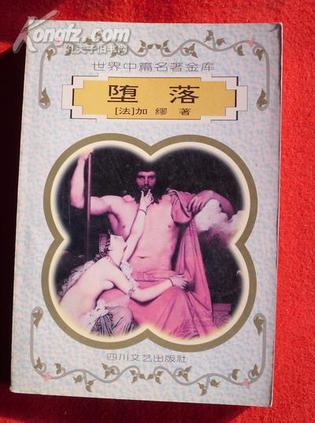 Kongfz.com
世界中篇名著金库
堕落
[法]加缪 著
四川文艺出版社